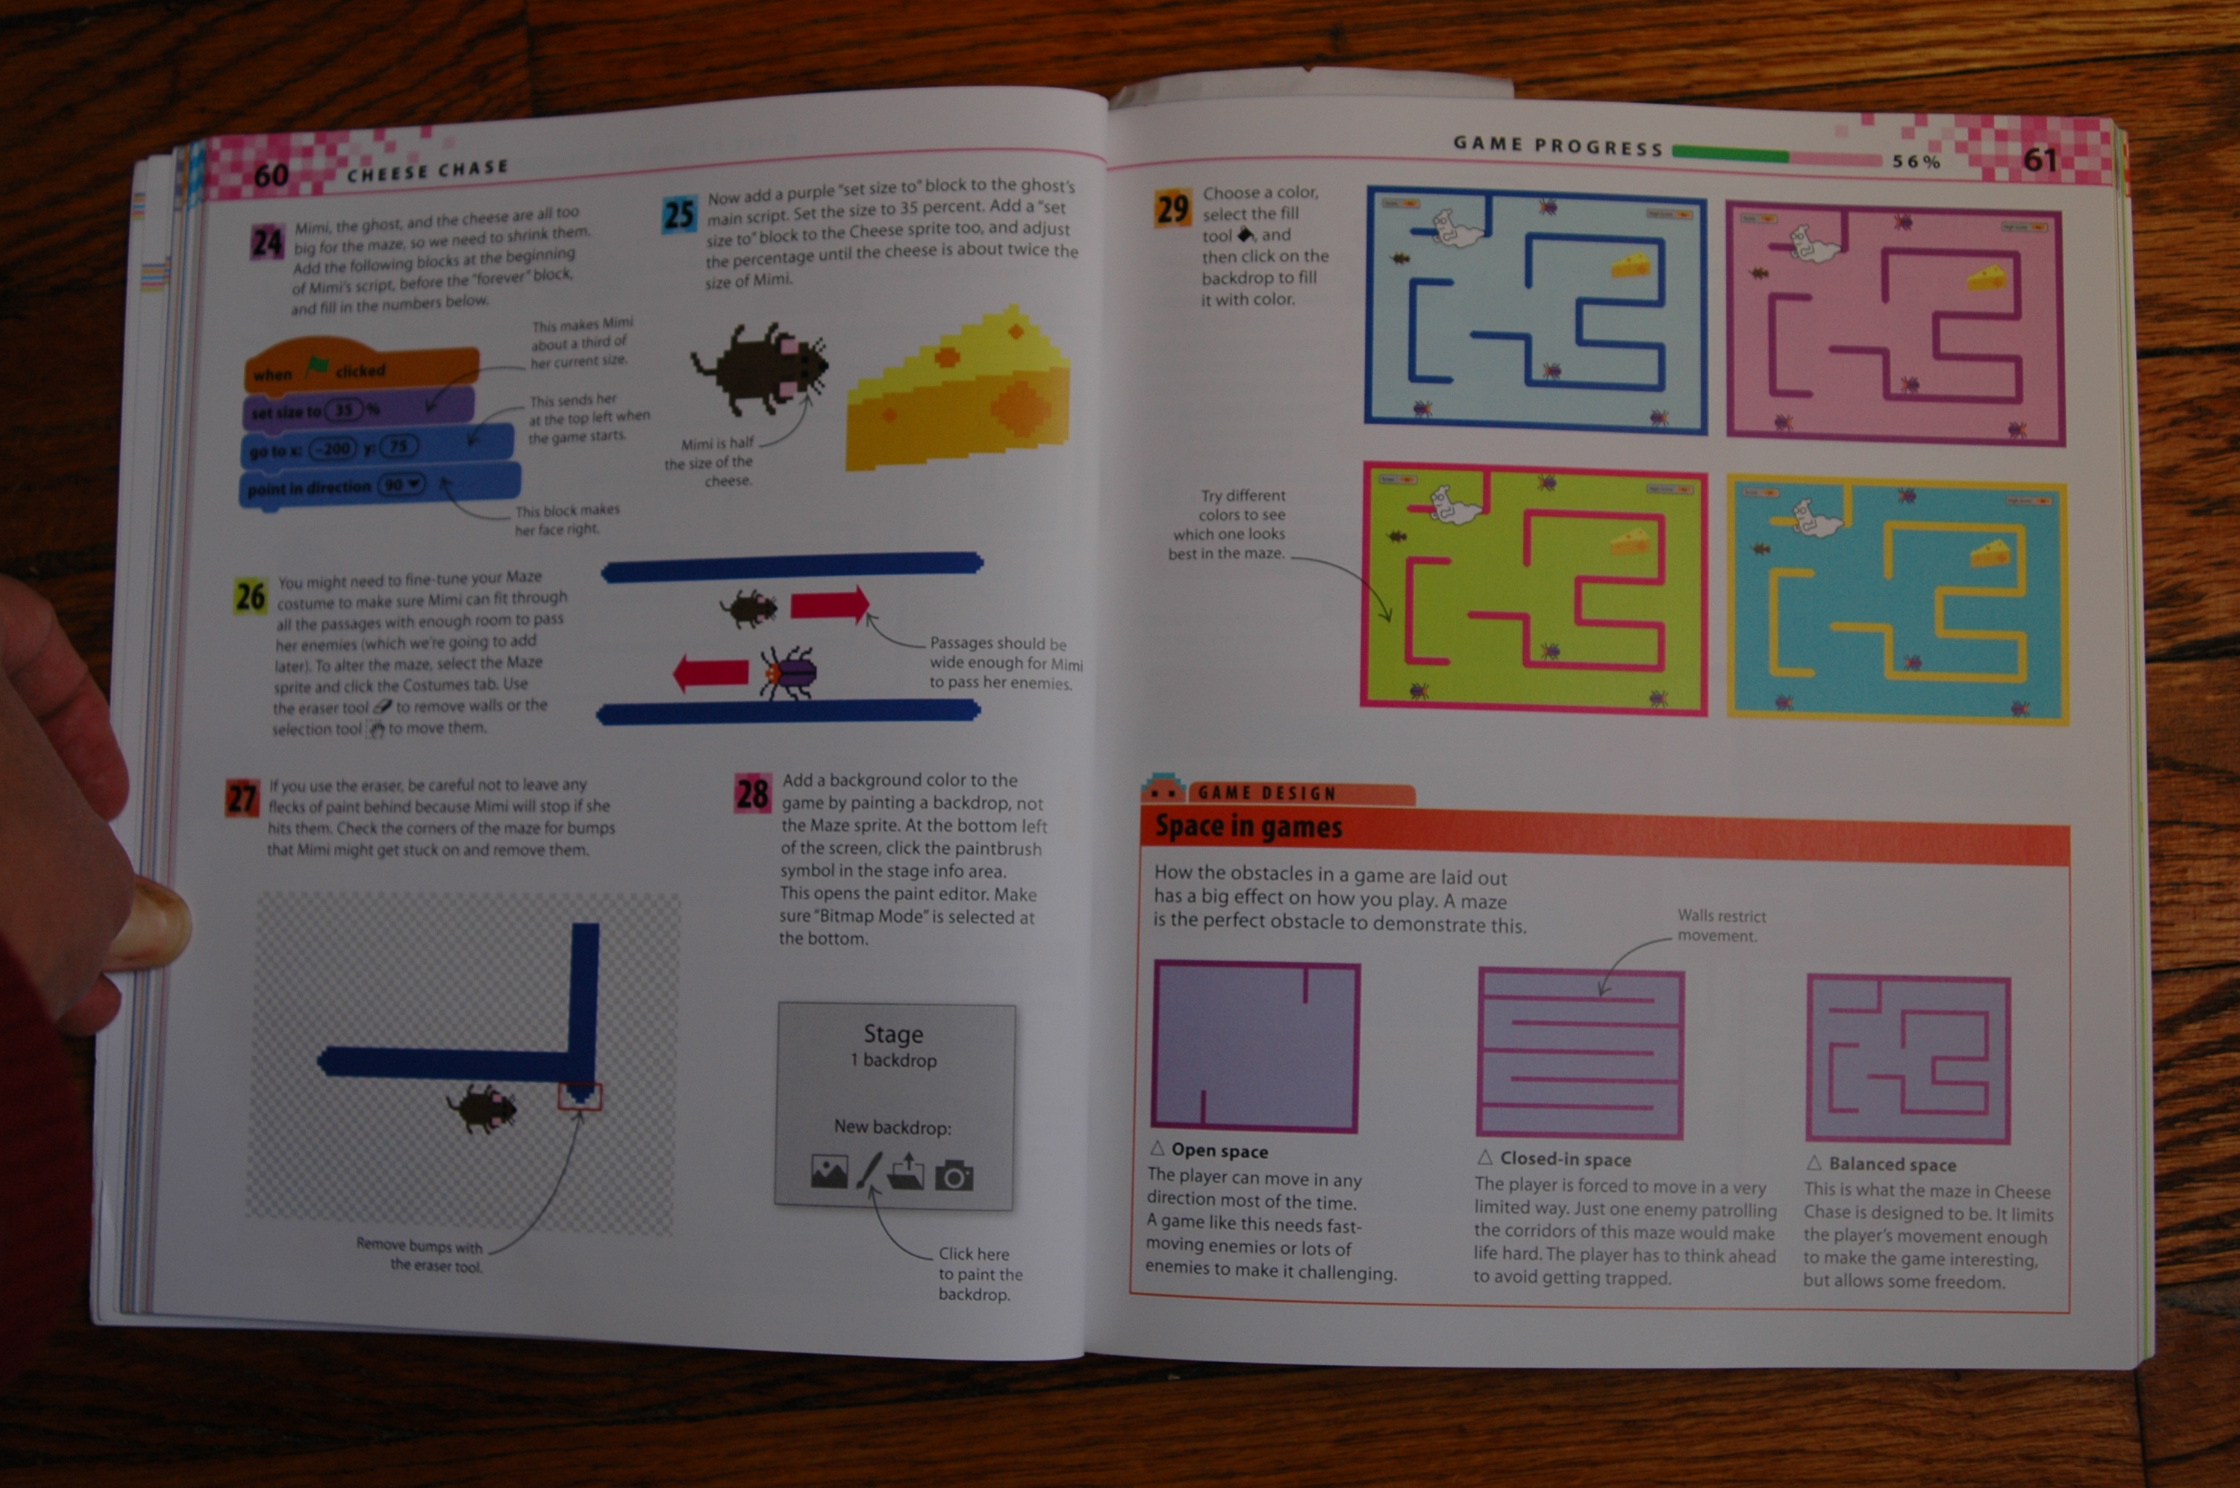 60
CHEESE CHASE
24
Mimi, the ghost, and the cheese are all too
big for the maze, so we need to shrink them.
Add the following blocks at the beginning
of Mimi's script, before the "forever" block,
and fill in the numbers below.
when clicked
set size to 35 %
go to x: -200 y: 75
point in direction 90
This makes Mimi
about a third of
her current size.
This sends her
at the top left when
the game starts.
This block makes
her face right.
25
Now add a purple "set size to" block to the ghost's
main script. Set the size to 35 percent. Add a "set
size to" block to the Cheese sprite too, and adjust
the percentage until the cheese is about twice the
size of Mimi.
Mimi is half
the size of the
cheese.
26
You might need to fine-tune your Maze
costume to make sure Mimi can fit through
all the passages with enough room to pass
her enemies (which we're going to add
later). To alter the maze, select the Maze
sprite and click the Costumes tab. Use
the eraser tool to remove walls or the
selection tool to move them.
Passages should be
wide enough for Mimi
to pass her enemies.
27
If you use the eraser, be careful not to leave any
flecks of paint behind because Mimi will stop if she
hits them. Check the corners of the maze for bumps
that Mimi might get stuck on and remove them.
Remove bumps with
the eraser tool.
28
Add a background color to the
game by painting a backdrop, not
the Maze sprite. At the bottom left
of the screen, click the paintbrush
symbol in the stage info area.
This opens the paint editor. Make
sure "Bitmap Mode" is selected at
the bottom.
Stage
1 backdrop
New backdrop:
Click here
to paint the
backdrop.
GAME PROGRESS
56%
61
29
Choose a color,
select the fill
tool , and
then click on the
backdrop to fill
it with color.
Try different
colors to see
which one looks
best in the maze.
GAME DESIGN
Space in games
How the obstacles in a game are laid out
has a big effect on how you play. A maze
is the perfect obstacle to demonstrate this.
Walls restrict
movement.
△ Open space
The player can move in any
direction most of the time.
A game like this needs fast-
moving enemies or lots of
enemies to make it challenging.
△ Closed-in space
The player is forced to move in a very
limited way. Just one enemy patrolling
the corridors of this maze would make
life hard. The player has to think ahead
to avoid getting trapped.
△ Balanced space
This is what the maze in Cheese
Chase is designed to be. It limits
the player's movement enough
to make the game interesting,
but allows some freedom.